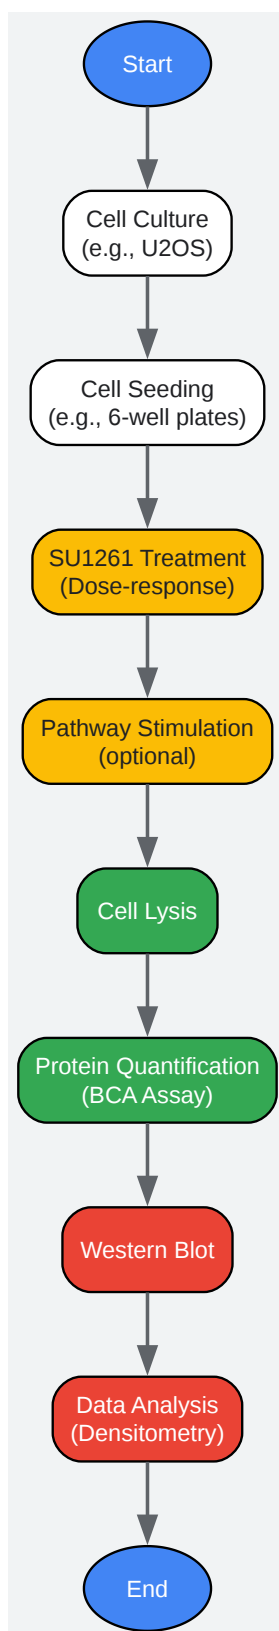 Start
Cell Culture
(e.g., U2OS)
Cell Seeding
(e.g., 6-well plates)
SU1261 Treatment
(Dose-response)
Pathway Stimulation
(optional)
Cell Lysis
Protein Quantification
(BCA Assay)
Western Blot
Data Analysis
(Densitometry)
End